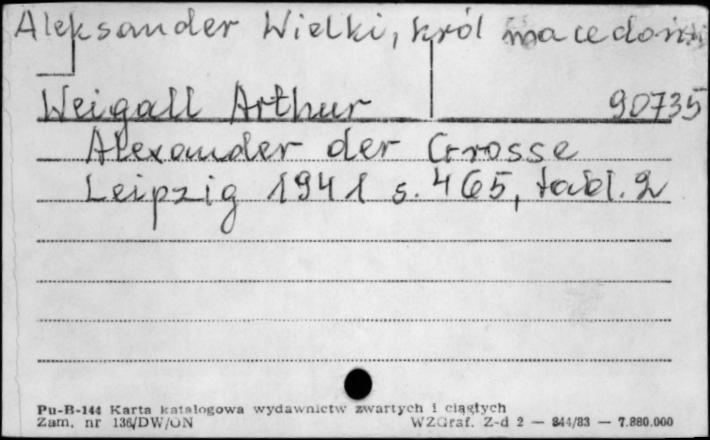 Aleksander Wielki, król macedoński
Weigall Arthur 90735
Alexander der Grosse
Leipzig 1941 s. 465, tabl. 2
Pu-B-144 Karta katalogowa wydawnictw zwartych i ciągłych
Zam. nr 136/DW/ON WZGraf. Z-d 2 — 844/83 — 7.880.000